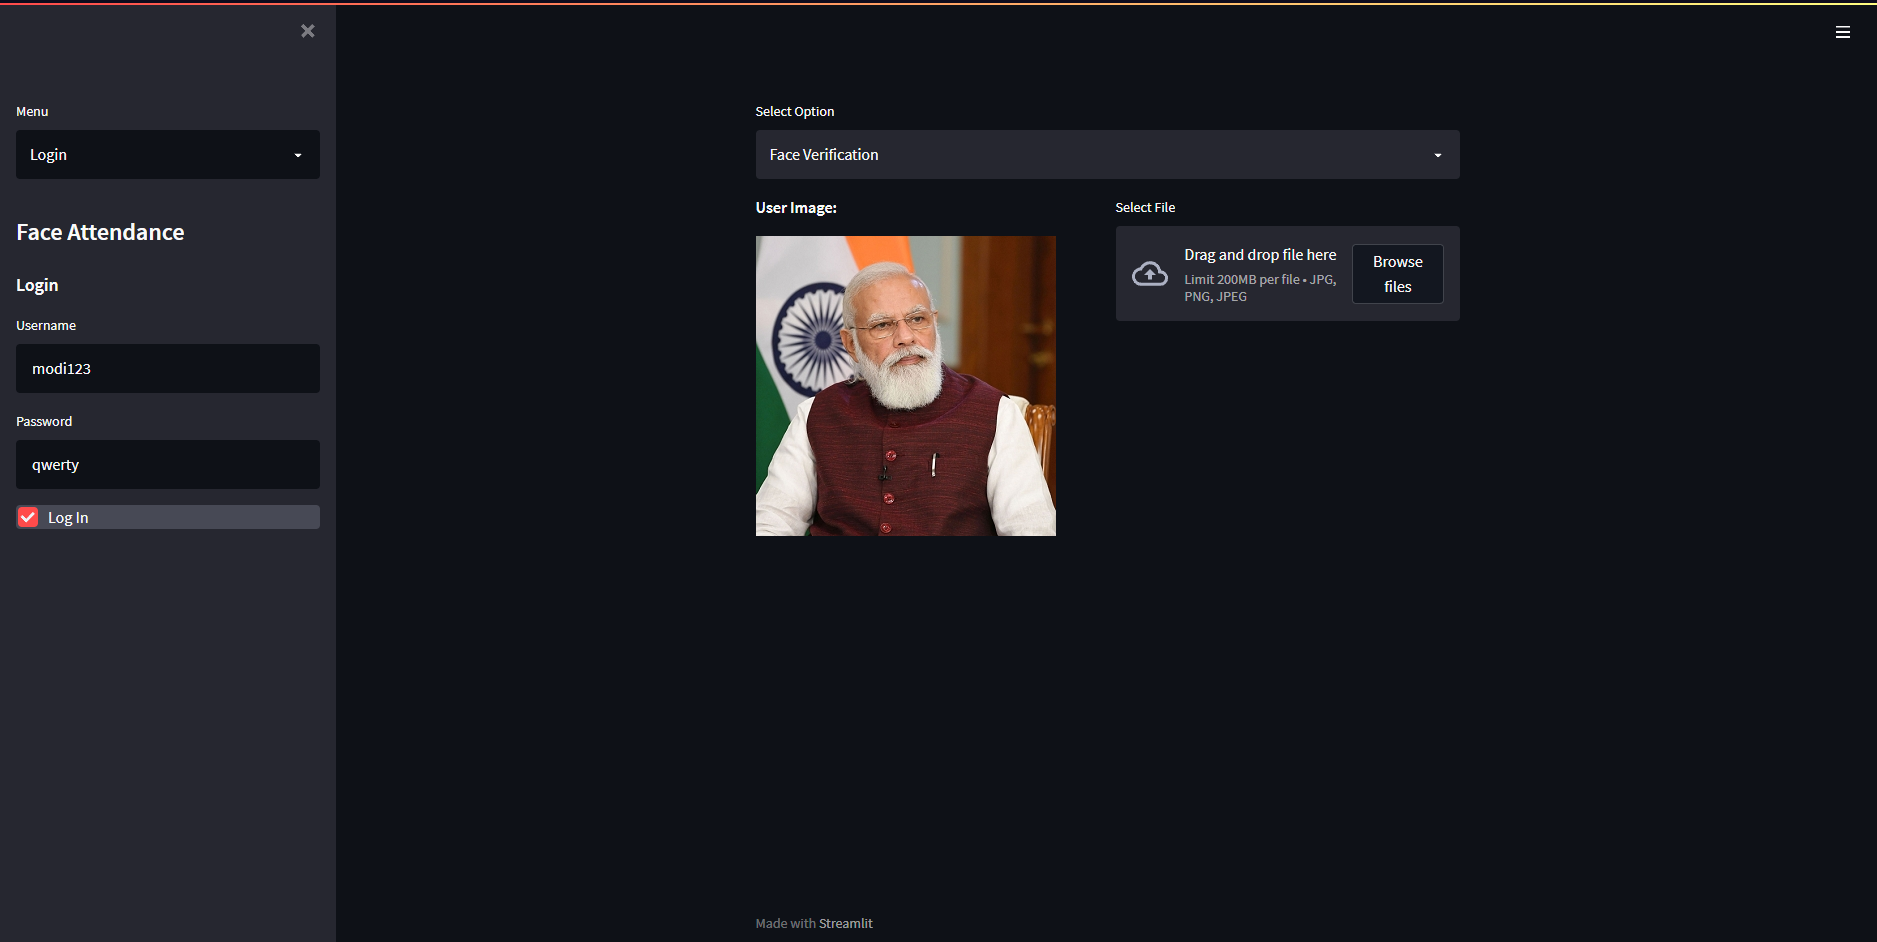 Menu
Login
Face Attendance
Login
Username
modi123
Password
qwerty
Log In
Select Option
Face Verification
User Image:
Select File
Drag and drop file here
Limit 200MB per file • JPG,
PNG, JPEG
Browse
files
Made with Streamlit